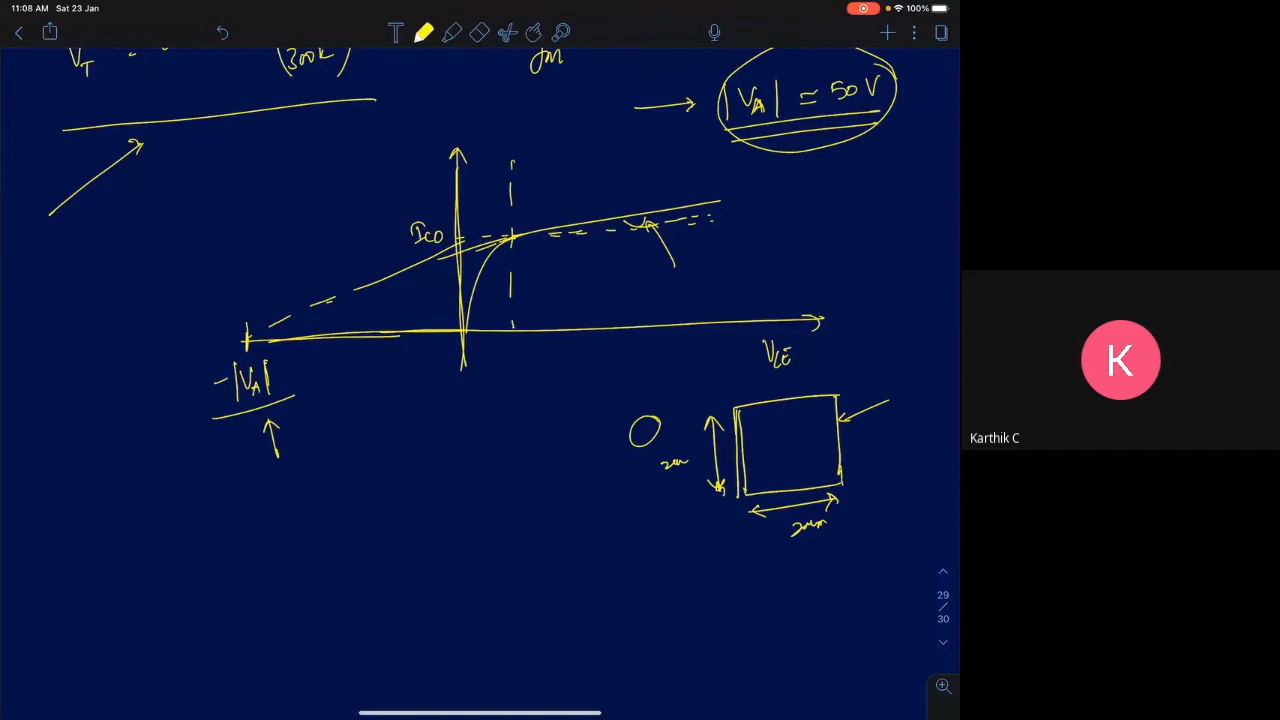 11:08 AM Sat 23 Jan
100%
T
V_T
(300K)
|V_A| ≃ 50 V
I_CO
V_CE
-|V_A|
K
Karthik C
29
/
30